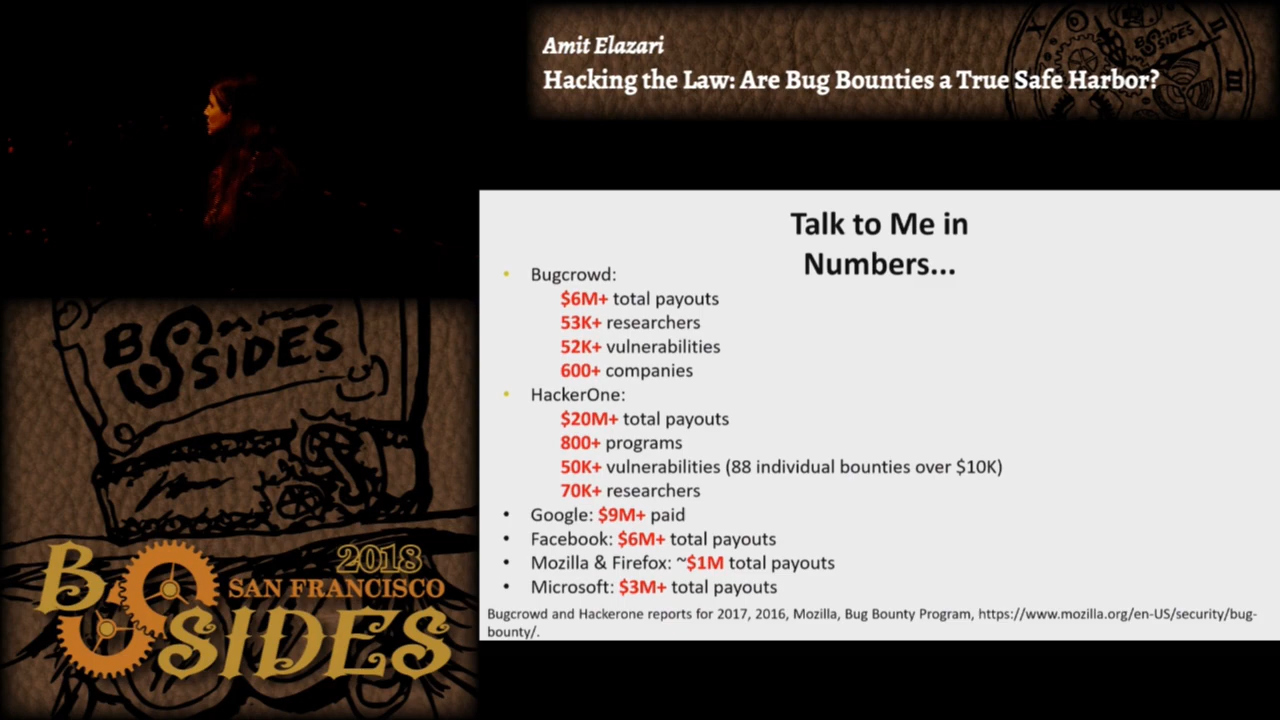 Amit Elazari
Hacking the Law: Are Bug Bounties a True Safe Harbor?
BSIDES
Talk to Me in
Numbers...
• Bugcrowd:
$6M+ total payouts
53K+ researchers
52K+ vulnerabilities
600+ companies
• HackerOne:
$20M+ total payouts
800+ programs
50K+ vulnerabilities (88 individual bounties over $10K)
70K+ researchers
• Google: $9M+ paid
• Facebook: $6M+ total payouts
• Mozilla & Firefox: ~$1M total payouts
• Microsoft: $3M+ total payouts
Bugcrowd and Hackerone reports for 2017, 2016, Mozilla, Bug Bounty Program, https://www.mozilla.org/en-US/security/bug-
bounty/.
BSIDES
2018
SAN FRANCISCO
BSIDES